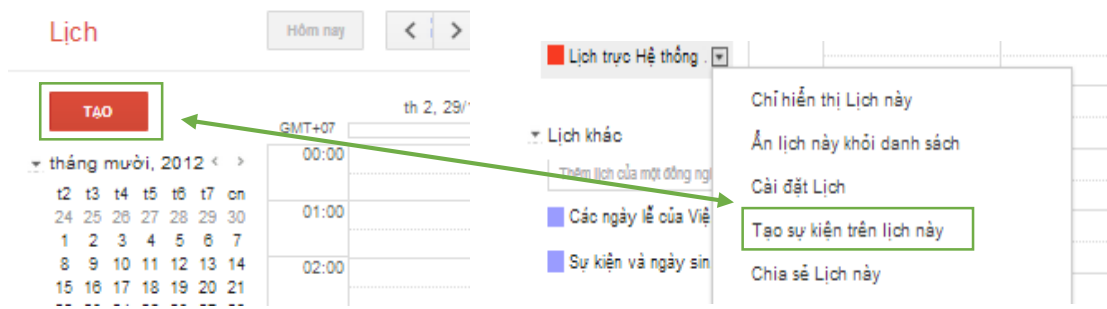 Lịch
Hôm nay
TẠO
th 2, 29/
GMT+07
tháng mười, 2012
t2 t3 t4 t5 t6 t7 cn
24 25 26 27 28 29 30
1 2 3 4 5 6 7
8 9 10 11 12 13 14
15 16 17 18 19 20 21
00:00
01:00
02:00
Lịch trực Hệ thống .
Lịch khác
Thêm lịch của một đồng ngi
Các ngày lễ của Việ
Sự kiện và ngày sin
Chỉ hiển thị Lịch này
Ẩn lịch này khỏi danh sách
Cài đặt Lịch
Tạo sự kiện trên lịch này
Chia sẻ Lịch này